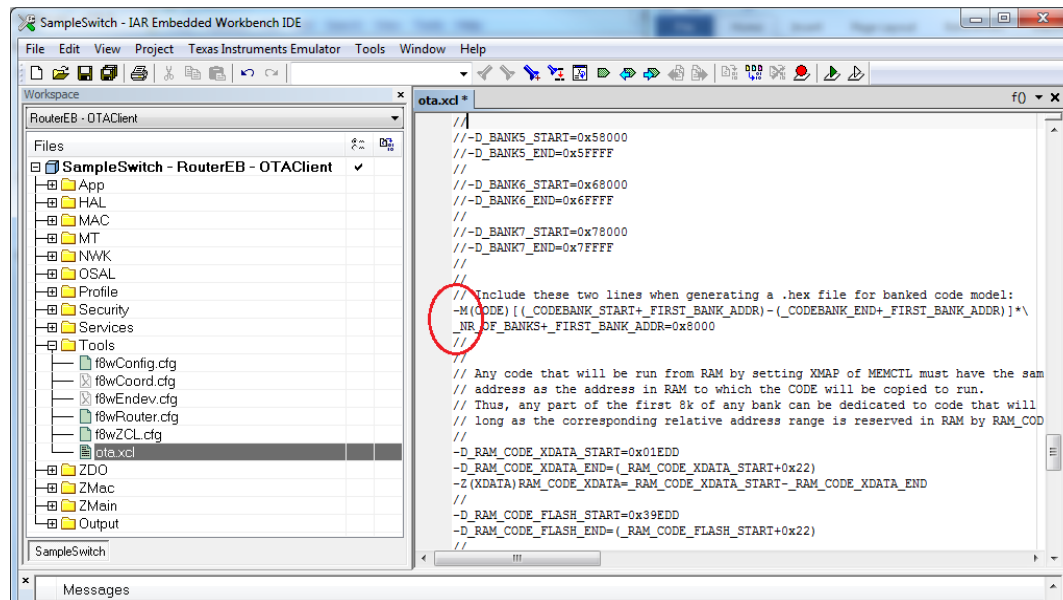 SampleSwitch - IAR Embedded Workbench IDE
File Edit View Project Texas Instruments Emulator Tools Window Help
Workspace
RouterEB - OTAClient
Files
SampleSwitch - RouterEB - OTAClient
App
HAL
MAC
MT
NWK
OSAL
Profile
Security
Services
Tools
f8wConfig.cfg
f8wCoord.cfg
f8wEndev.cfg
f8wRouter.cfg
f8wZCL.cfg
ota.xcl
ZDO
ZMac
ZMain
Output
SampleSwitch
ota.xcl *
f()
//
//-D_BANK5_START=0x58000
//-D_BANK5_END=0x5FFFF
//
//-D_BANK6_START=0x68000
//-D_BANK6_END=0x6FFFF
//
//-D_BANK7_START=0x78000
//-D_BANK7_END=0x7FFFF
//
//
// Include these two lines when generating a .hex file for banked code model:
-M(CODE)[(_CODEBANK_START+_FIRST_BANK_ADDR)-(_CODEBANK_END+_FIRST_BANK_ADDR)]*\
_NR_OF_BANKS+_FIRST_BANK_ADDR=0x8000
//
//
// Any code that will be run from RAM by setting XMAP of MEMCTL must have the sam
// address as the address in RAM to which the CODE will be copied to run.
// Thus, any part of the first 8k of any bank can be dedicated to code that will
// long as the corresponding relative address range is reserved in RAM by RAM_COD
//
-D_RAM_CODE_XDATA_START=0x01EDD
-D_RAM_CODE_XDATA_END=(_RAM_CODE_XDATA_START+0x22)
-Z(XDATA)RAM_CODE_XDATA=_RAM_CODE_XDATA_START-_RAM_CODE_XDATA_END
//
-D_RAM_CODE_FLASH_START=0x39EDD
-D_RAM_CODE_FLASH_END=(_RAM_CODE_FLASH_START+0x22)
//
Messages